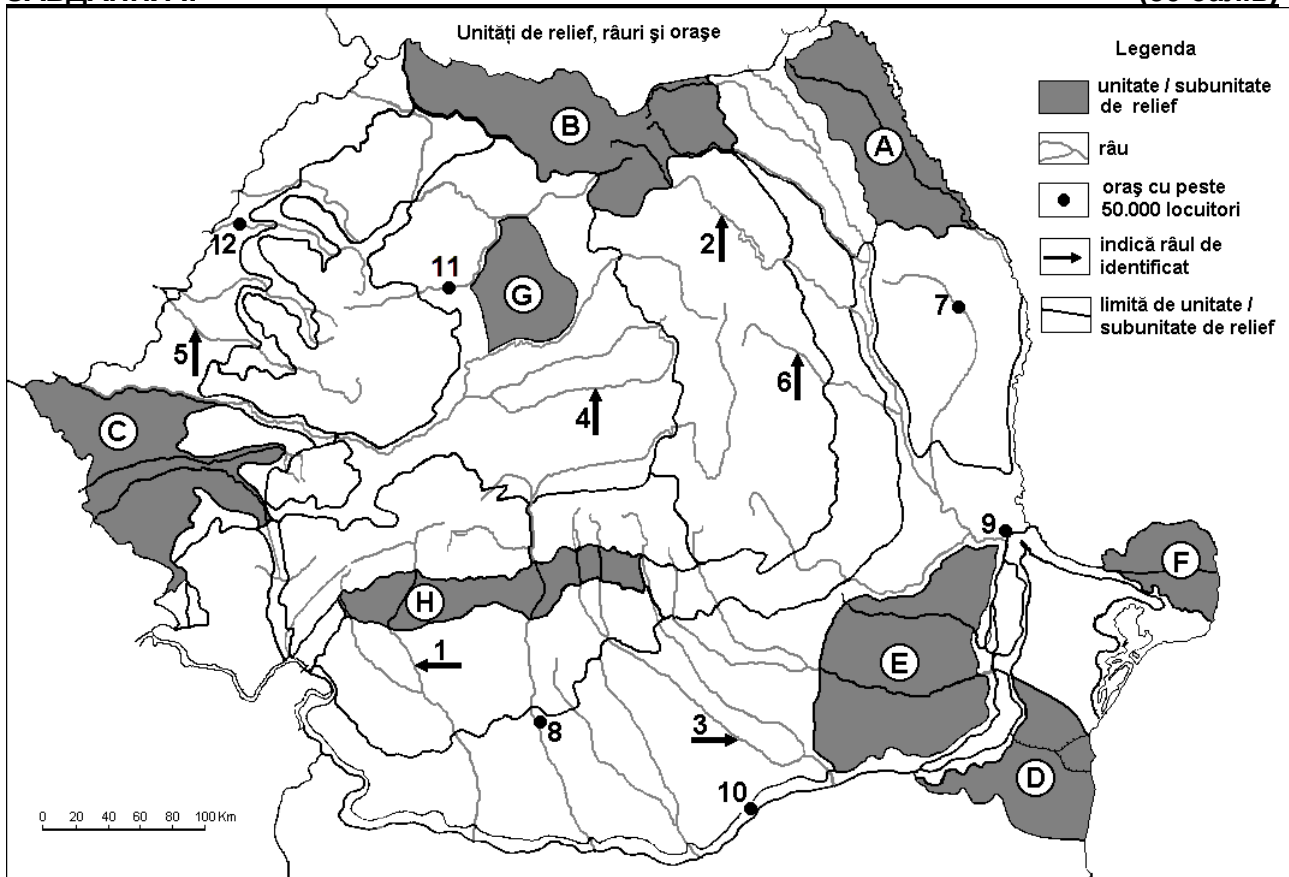 Unități de relief, râuri și orașe
Legenda
unitate / subunitate
de relief
râu
oraş cu peste
50.000 locuitori
indică râul de
identificat
limită de unitate /
subunitate de relief
B
A
12
2
11
G
7
5
6
4
C
9
F
H
1
E
8
3
D
10
0 20 40 60 80 100 Km